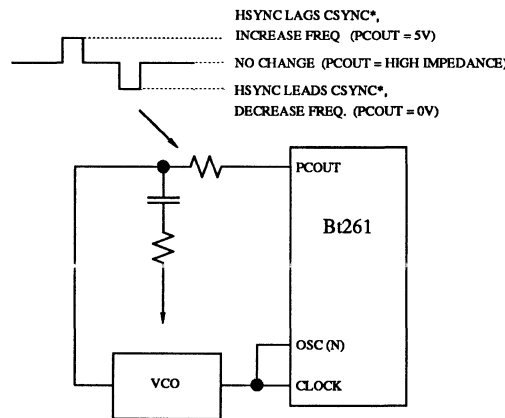 HSYNC LAGS CSYNC*,
INCREASE FREQ (PCOUT = 5V)
NO CHANGE (PCOUT = HIGH IMPEDANCE)
HSYNC LEADS CSYNC*,
DECREASE FREQ. (PCOUT = 0V)
PCOUT
Bt261
OSC (N)
VCO
CLOCK